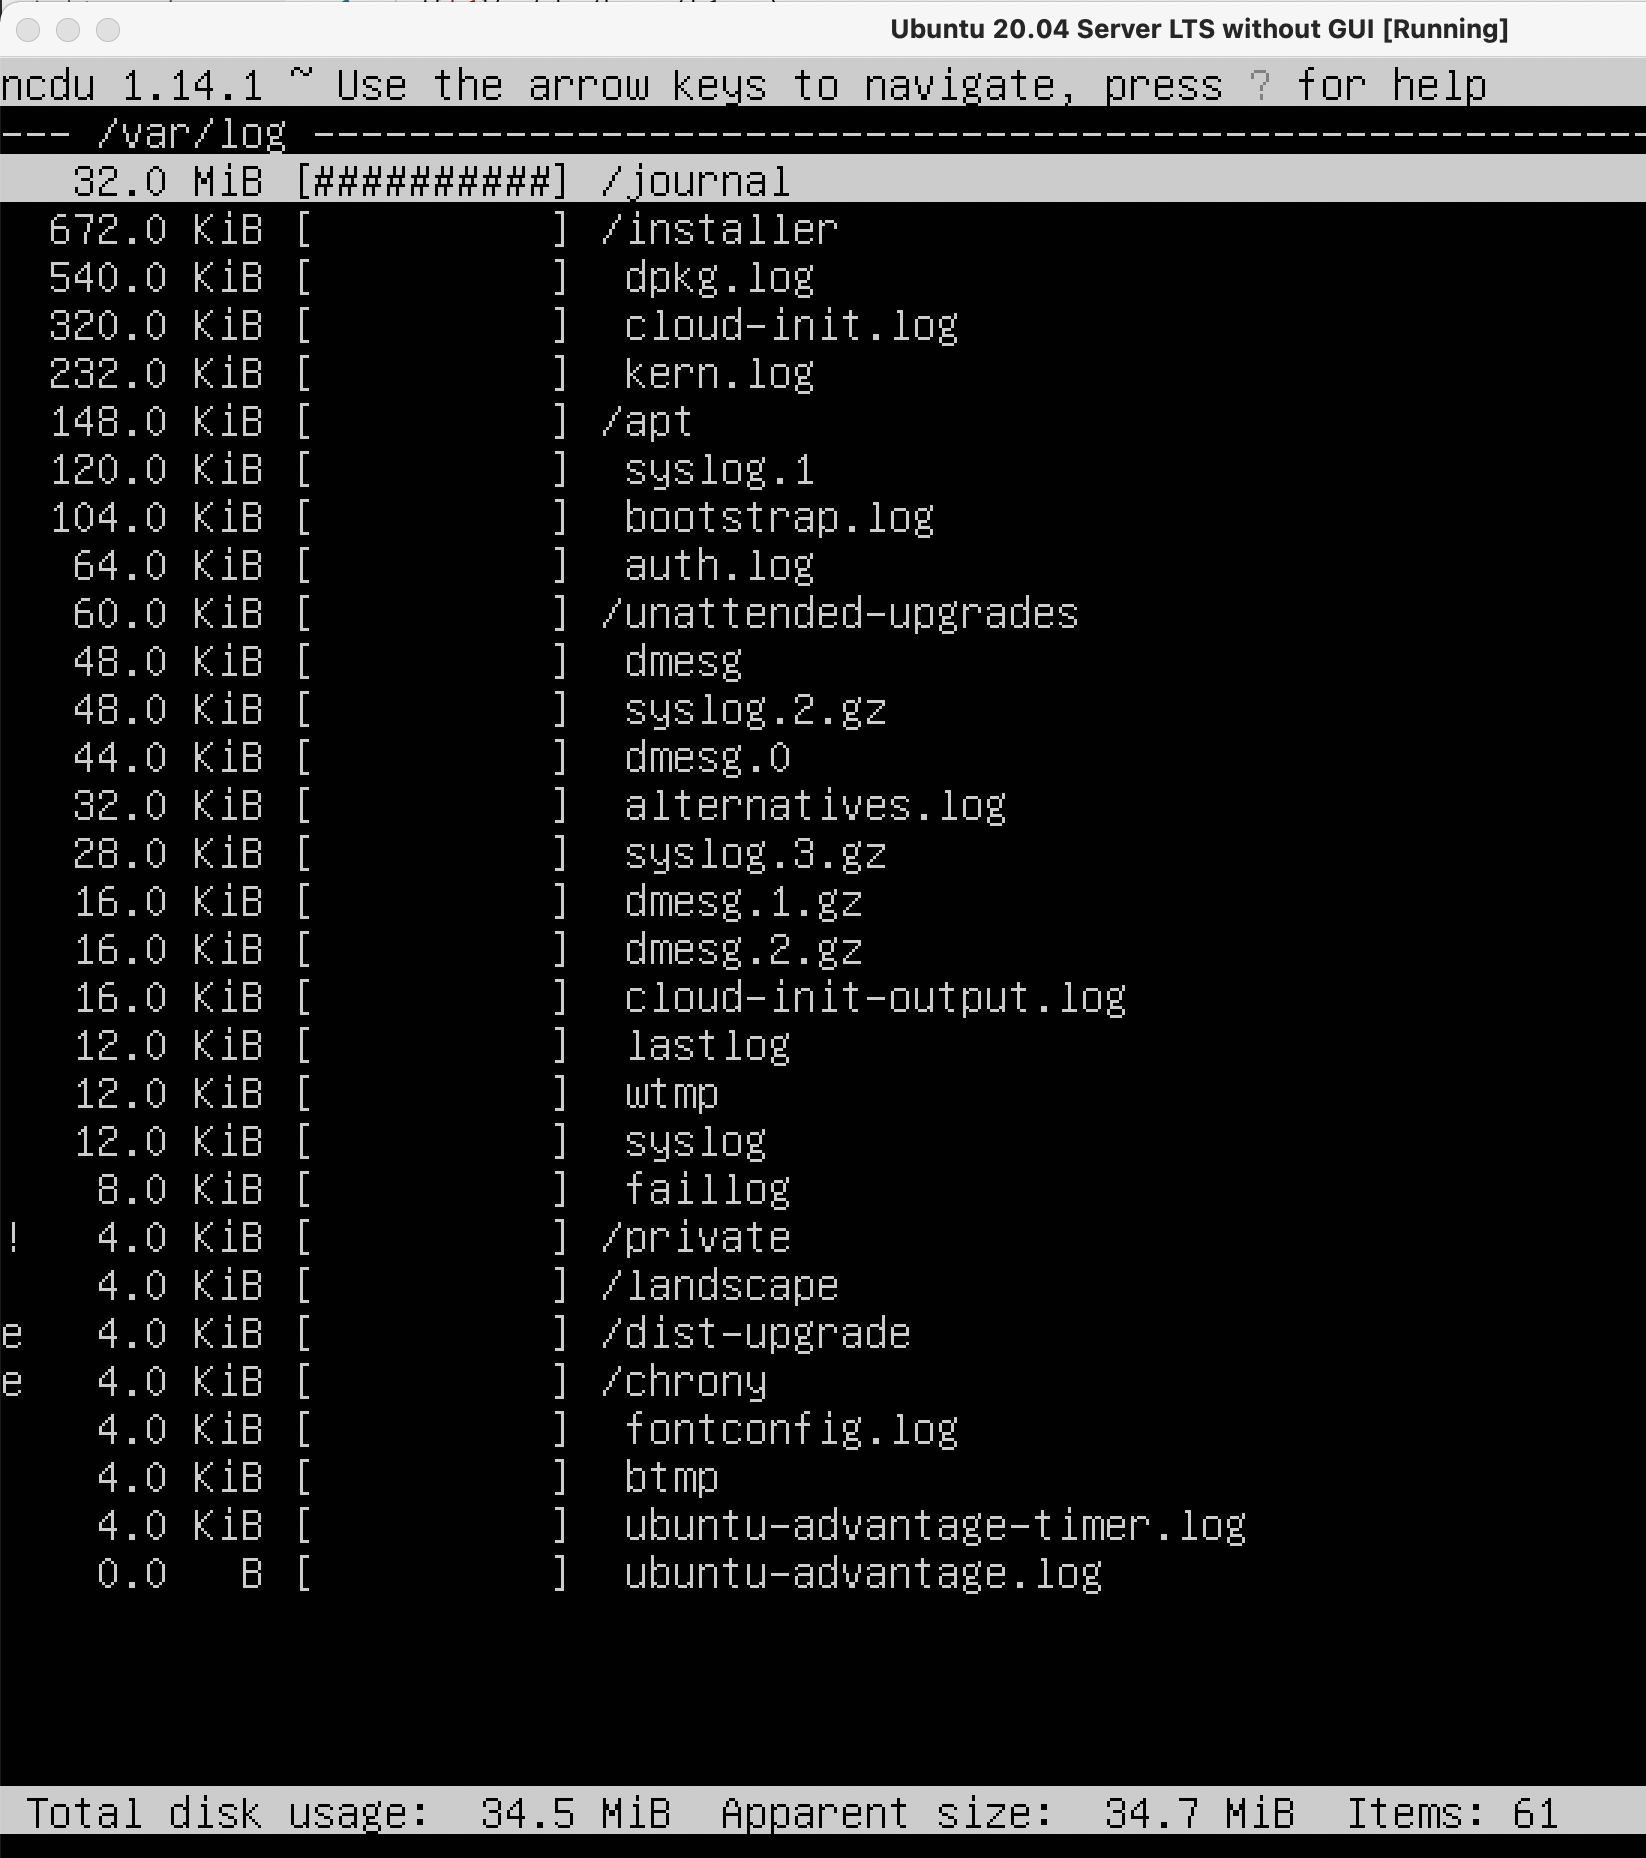 Ubuntu 20.04 Server LTS without GUI [Running]
ncdu 1.14.1 ~ Use the arrow keys to navigate, press ? for help
--- /var/log --------------------------------------------------------
   32.0 MiB [##########] /journal
  672.0 KiB [          ] /installer
  540.0 KiB [          ]  dpkg.log
  320.0 KiB [          ]  cloud-init.log
  232.0 KiB [          ]  kern.log
  148.0 KiB [          ] /apt
  120.0 KiB [          ]  syslog.1
  104.0 KiB [          ]  bootstrap.log
   64.0 KiB [          ]  auth.log
   60.0 KiB [          ] /unattended-upgrades
   48.0 KiB [          ]  dmesg
   48.0 KiB [          ]  syslog.2.gz
   44.0 KiB [          ]  dmesg.0
   32.0 KiB [          ]  alternatives.log
   28.0 KiB [          ]  syslog.3.gz
   16.0 KiB [          ]  dmesg.1.gz
   16.0 KiB [          ]  dmesg.2.gz
   16.0 KiB [          ]  cloud-init-output.log
   12.0 KiB [          ]  lastlog
   12.0 KiB [          ]  wtmp
   12.0 KiB [          ]  syslog
    8.0 KiB [          ]  faillog
!   4.0 KiB [          ] /private
    4.0 KiB [          ] /landscape
e   4.0 KiB [          ] /dist-upgrade
e   4.0 KiB [          ] /chrony
    4.0 KiB [          ]  fontconfig.log
    4.0 KiB [          ]  btmp
    4.0 KiB [          ]  ubuntu-advantage-timer.log
    0.0   B [          ]  ubuntu-advantage.log
Total disk usage:  34.5 MiB  Apparent size:  34.7 MiB  Items: 61